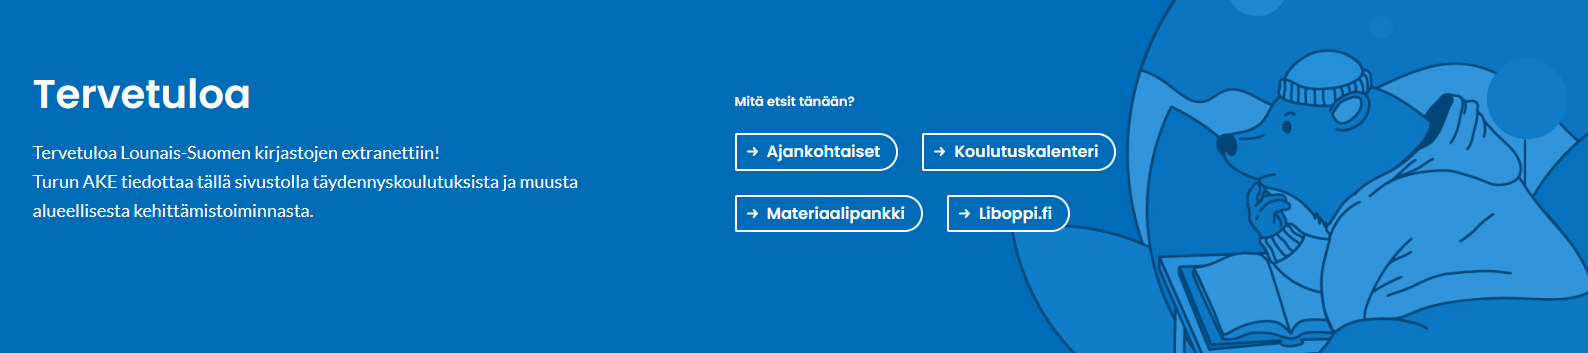 Tervetuloa
Tervetuloa Lounais-Suomen kirjastojen extranettiin!
Turun AKE tiedottaa tällä sivustolla täydennyskoulutuksista ja muusta
alueellisesta kehittämistoiminnasta.
Mitä etsit tänään?
→ Ajankohtaiset
→ Koulutuskalenteri
→ Materiaalipankki
→ Liboppi.fi